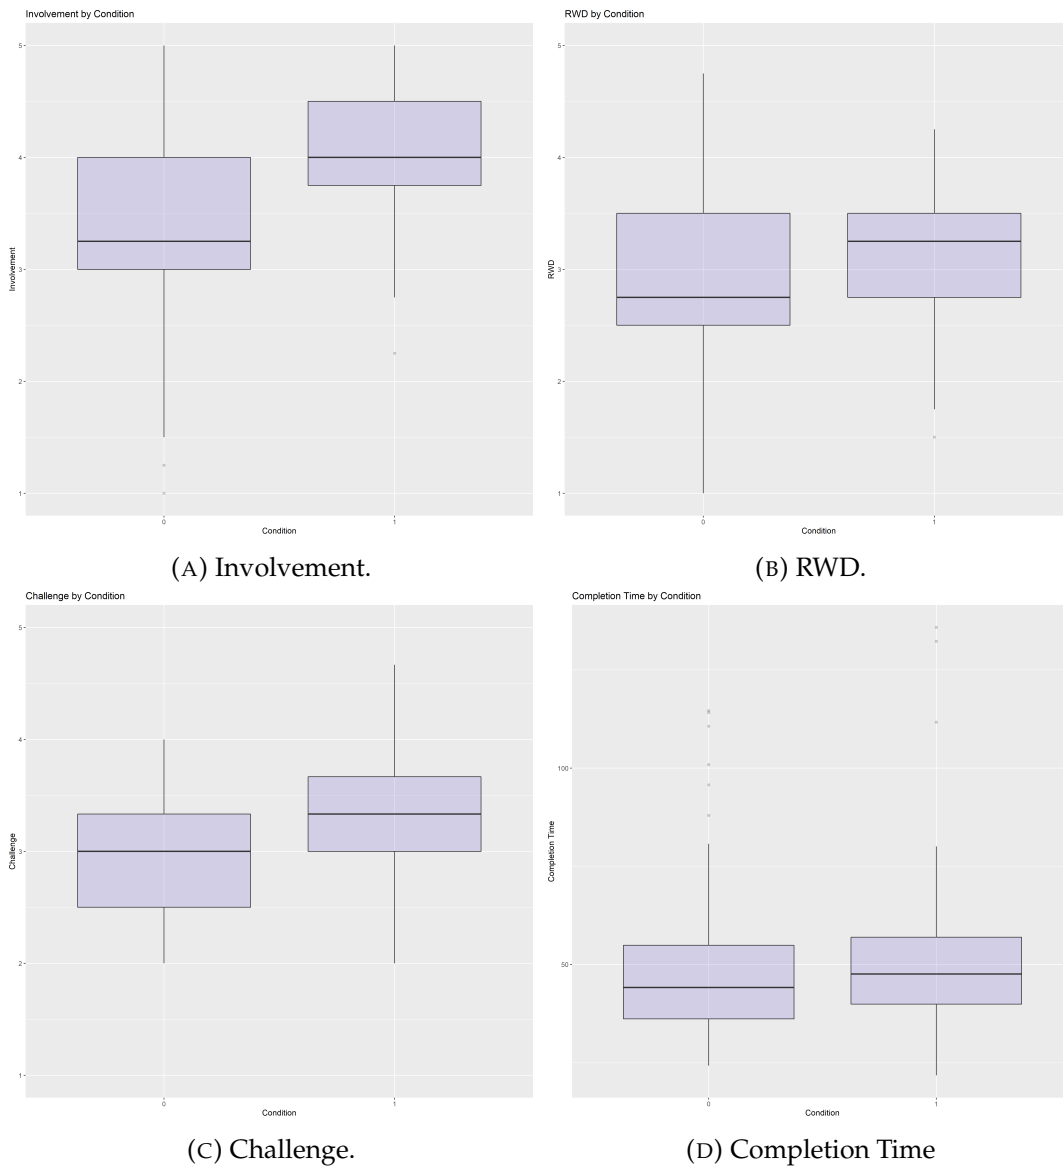 Involvement by Condition
5
4
3
2
1
Involvement
0
1
Condition
(A) Involvement.
RWD by Condition
5
4
3
2
1
RWD
0
1
Condition
(B) RWD.
Challenge by Condition
5
4
3
2
1
Challenge
0
1
Condition
(C) Challenge.
Completion Time by Condition
100
50
Completion Time
0
1
Condition
(D) Completion Time